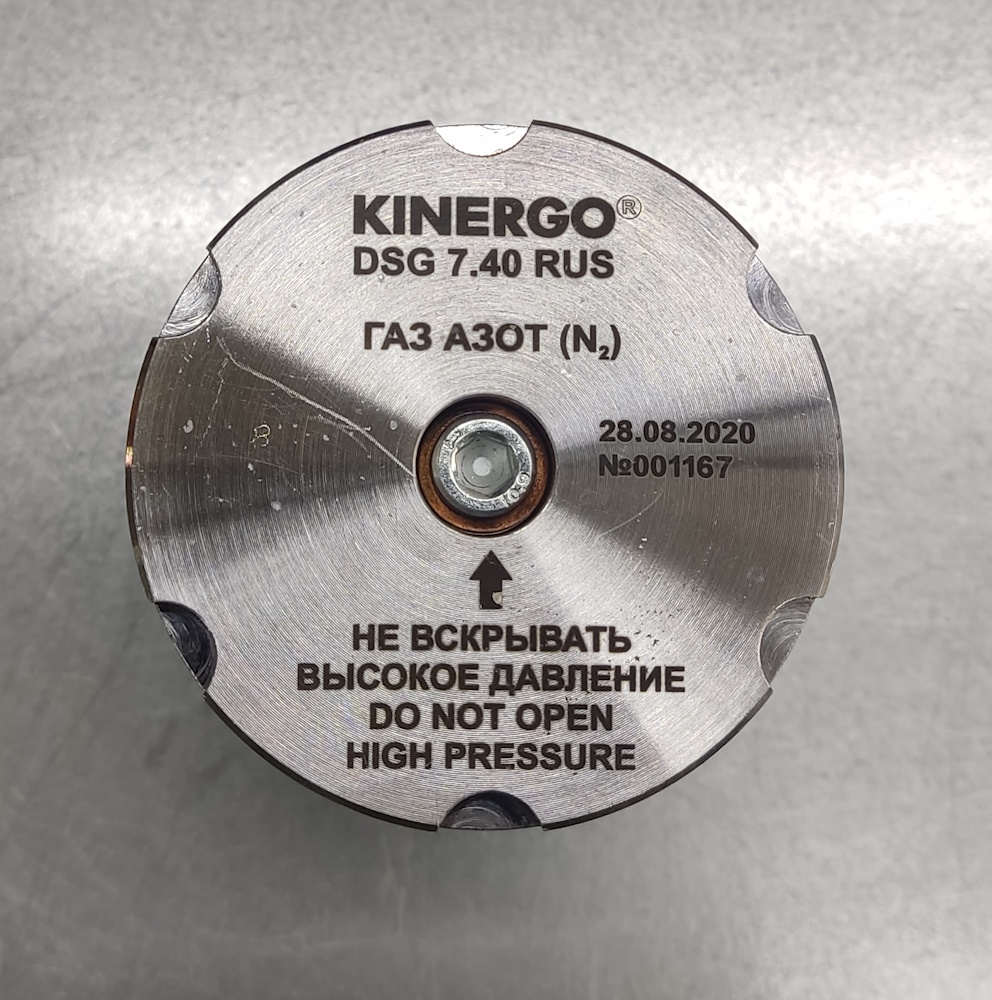 KINERGO®
DSG 7.40 RUS
ГАЗ АЗОТ (N₂)
28.08.2020
№001167
НЕ ВСКРЫВАТЬ
ВЫСОКОЕ ДАВЛЕНИЕ
DO NOT OPEN
HIGH PRESSURE